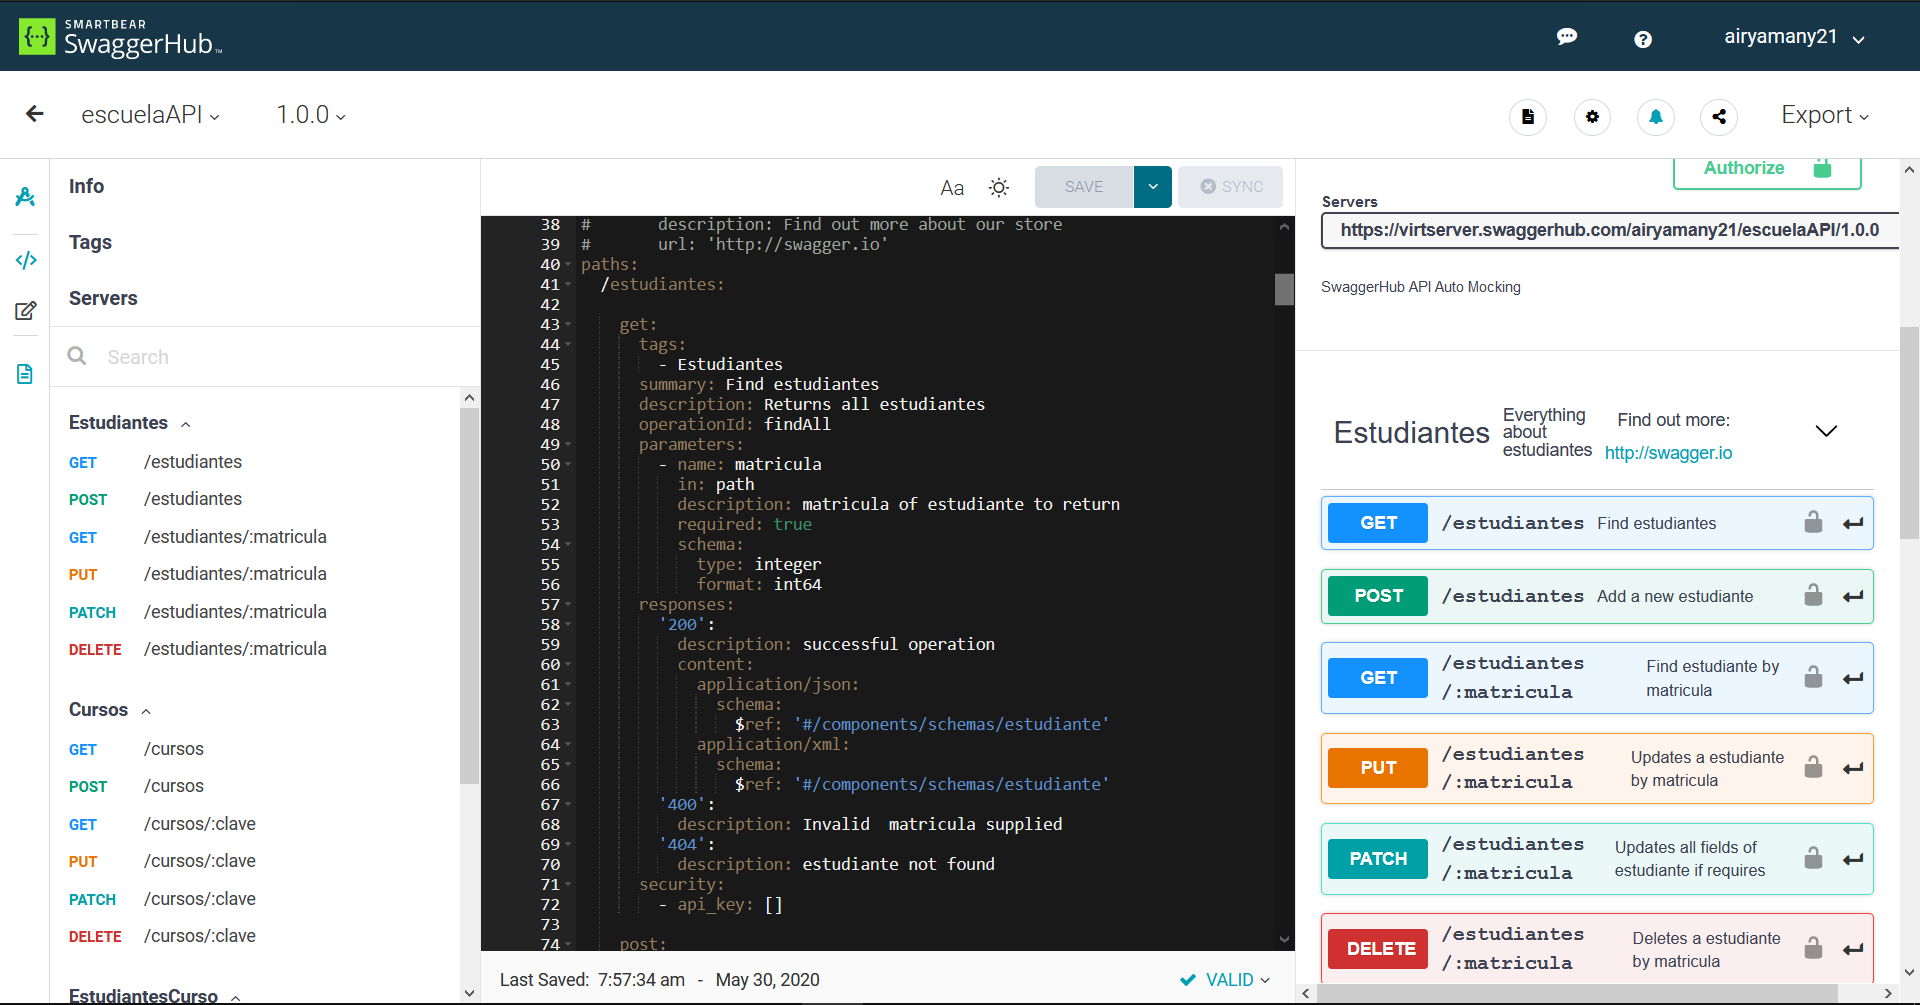 SMARTBEAR
SwaggerHub™
airyamany21
escuelaAPI
1.0.0
Export
Info
Tags
Servers
Search
Estudiantes
GET /estudiantes
POST /estudiantes
GET /estudiantes/:matricula
PUT /estudiantes/:matricula
PATCH /estudiantes/:matricula
DELETE /estudiantes/:matricula
Cursos
GET /cursos
POST /cursos
GET /cursos/:clave
PUT /cursos/:clave
PATCH /cursos/:clave
DELETE /cursos/:clave
EstudiantesCurso
Aa
SAVE
SYNC
38 #       description: Find out more about our store
39 #       url: 'http://swagger.io'
40 paths:
41   /estudiantes:
42
43     get:
44       tags:
45         - Estudiantes
46       summary: Find estudiantes
47       description: Returns all estudiantes
48       operationId: findAll
49       parameters:
50         - name: matricula
51           in: path
52           description: matricula of estudiante to return
53           required: true
54           schema:
55             type: integer
56             format: int64
57       responses:
58         '200':
59           description: successful operation
60           content:
61             application/json:
62               schema:
63                 $ref: '#/components/schemas/estudiante'
64             application/xml:
65               schema:
66                 $ref: '#/components/schemas/estudiante'
67         '400':
68           description: Invalid  matricula supplied
69         '404':
70           description: estudiante not found
71       security:
72         - api_key: []
73
74     post:
Last Saved: 7:57:34 am - May 30, 2020
VALID
Authorize
Servers
https://virtserver.swaggerhub.com/airyamany21/escuelaAPI/1.0.0
SwaggerHub API Auto Mocking
Estudiantes
Everything
about
estudiantes
Find out more:
http://swagger.io
GET /estudiantes Find estudiantes
POST /estudiantes Add a new estudiante
GET /estudiantes
/:matricula
Find estudiante by
matricula
PUT /estudiantes
/:matricula
Updates a estudiante
by matricula
PATCH /estudiantes
/:matricula
Updates all fields of
estudiante if requires
DELETE /estudiantes
/:matricula
Deletes a estudiante
by matricula